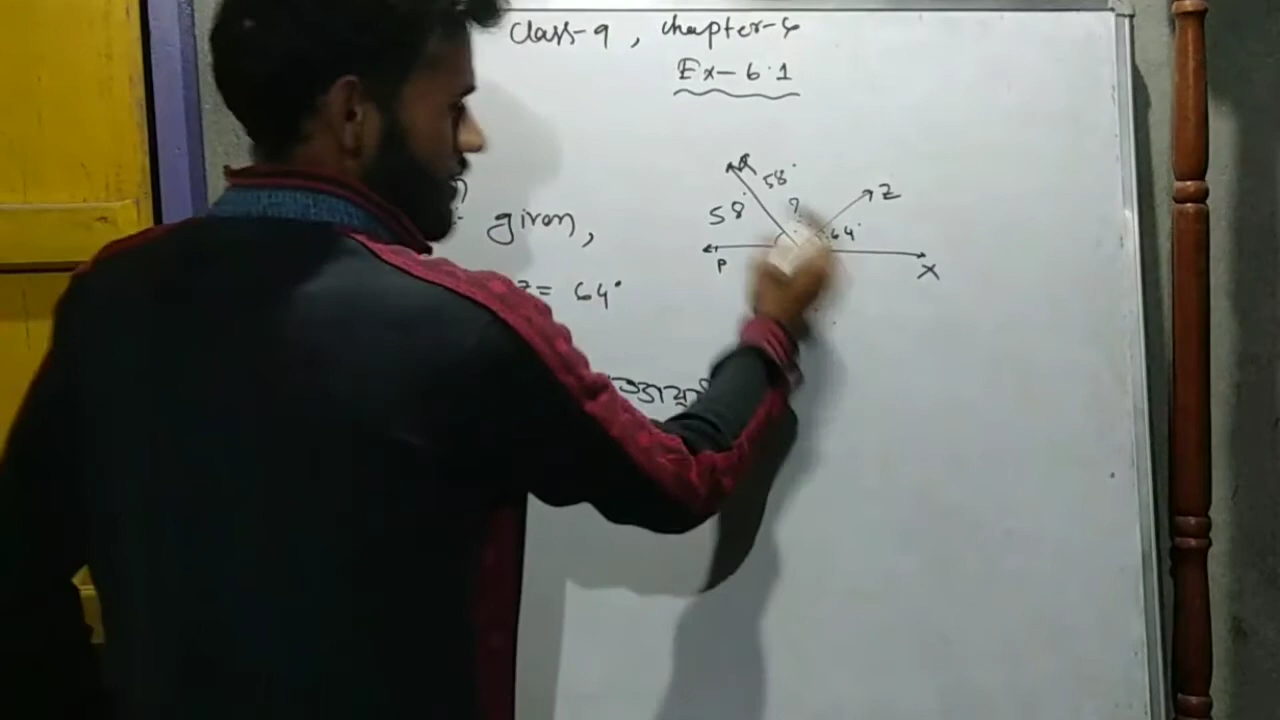 Class-9, Chapter-6
Ex-6.1
58°
Z
58°
?
given,
64°
P
X
z = 64°